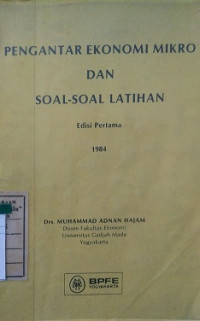 PENGANTAR EKONOMI MIKRO
DAN
SOAL-SOAL LATIHAN
Edisi Pertama
1984
Drs. MUHAMMAD ADNAN HAJAM
Dosen Fakultas Ekonomi
Universitas Gadjah Mada
Yogyakarta
BPFE
YOGYAKARTA